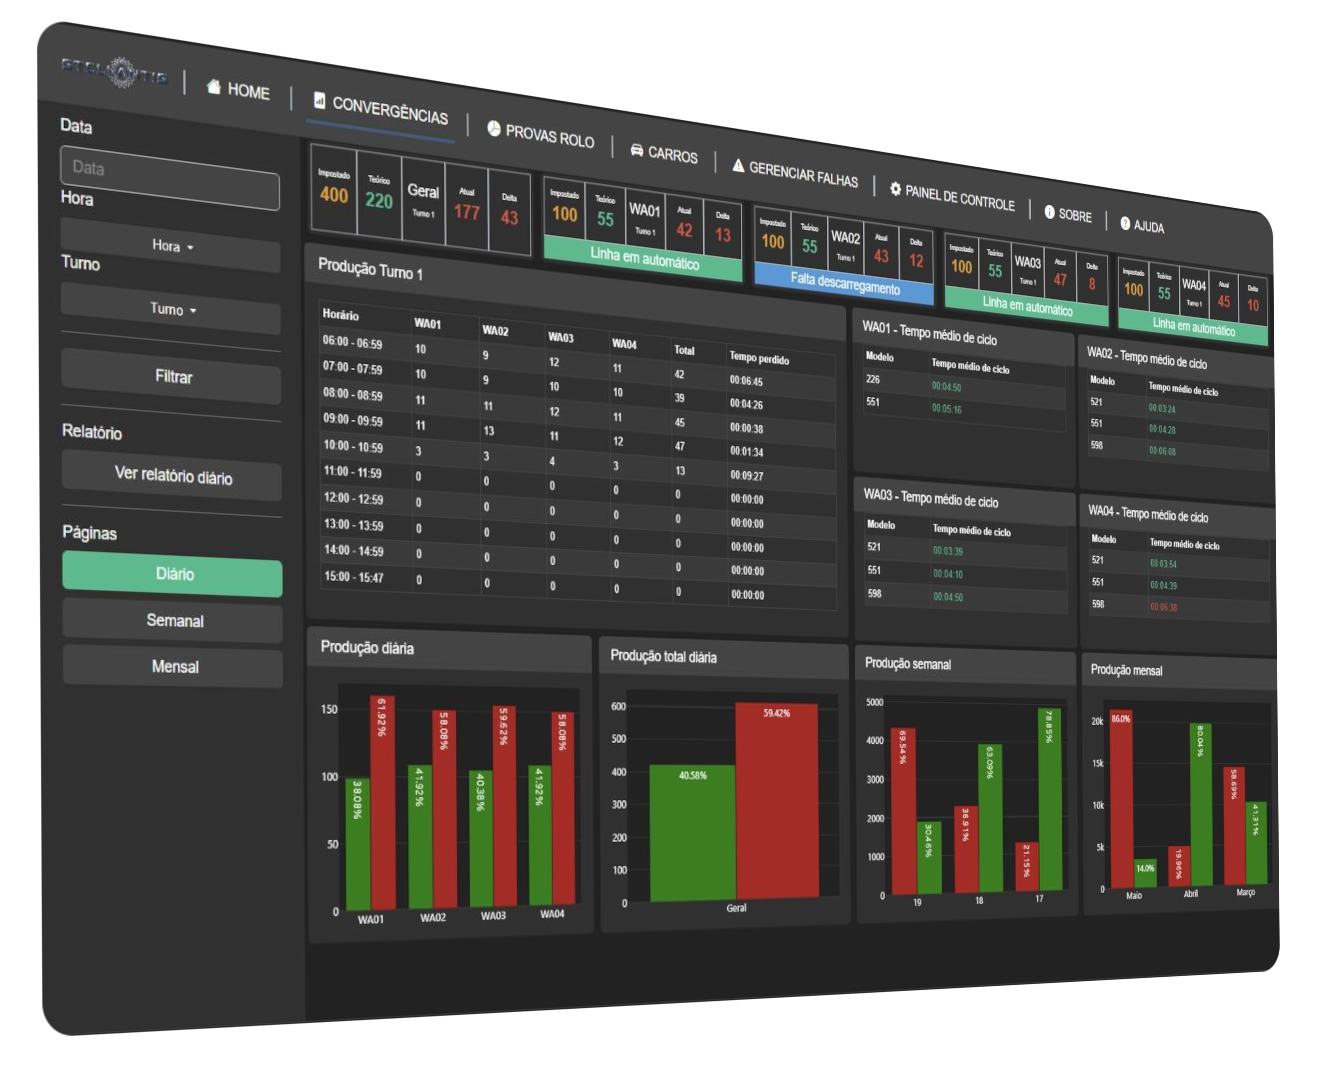 STELLANTIS
HOME
CONVERGÊNCIAS
PROVAS ROLO
CARROS
GERENCIAR FALHAS
PAINEL DE CONTROLE
SOBRE
AJUDA
Data
Data
Hora
Hora
Turno
Turno
Filtrar
Relatório
Ver relatório diário
Páginas
Diário
Semanal
Mensal
Impostado Teórico Geral Atual Delta
400 220 Turno 1 177 43
Impostado Teórico WA01 Atual Delta
100 55 Turno 1 42 13
Linha em automático
Impostado Teórico WA02 Atual Delta
100 55 Turno 1 43 12
Falta descarregamento
Impostado Teórico WA03 Atual Delta
100 55 Turno 1 47 8
Linha em automático
Impostado Teórico WA04 Atual Delta
100 55 Turno 1 45 10
Linha em automático
Produção Turno 1
Horário WA01 WA02 WA03 WA04 Total Tempo perdido
06:00 - 06:59 10 9 12 11 42 00:06:45
07:00 - 07:59 10 9 10 10 39 00:04:26
08:00 - 08:59 11 11 12 11 45 00:00:38
09:00 - 09:59 11 13 11 12 47 00:01:34
10:00 - 10:59 3 3 4 3 13 00:09:27
11:00 - 11:59 0 0 0 0 0 00:00:00
12:00 - 12:59 0 0 0 0 0 00:00:00
13:00 - 13:59 0 0 0 0 0 00:00:00
14:00 - 14:59 0 0 0 0 0 00:00:00
15:00 - 15:47 0 0 0 0 0 00:00:00
WA01 - Tempo médio de ciclo
Modelo Tempo médio de ciclo
226 00:04:50
551 00:05:16
WA02 - Tempo médio de ciclo
Modelo Tempo médio de ciclo
521 00:03:24
551 00:04:28
598 00:06:08
WA03 - Tempo médio de ciclo
Modelo Tempo médio de ciclo
521 00:03:39
551 00:04:10
598 00:04:50
WA04 - Tempo médio de ciclo
Modelo Tempo médio de ciclo
521 00:03:54
551 00:04:39
598 00:06:38
Produção diária
150
100
50
0
38.08% 61.92% 41.92% 58.08% 40.38% 59.62% 41.92% 58.08%
WA01 WA02 WA03 WA04
Produção total diária
600
500
400
300
200
100
0
40.58% 59.42%
Geral
Produção semanal
5000
4000
3000
2000
1000
0
69.54% 30.46% 36.91% 63.09% 21.15% 78.85%
19 18 17
Produção mensal
20k
15k
10k
5k
0
86.0% 14.0% 19.96% 80.04% 58.69% 41.31%
Maio Abril Março